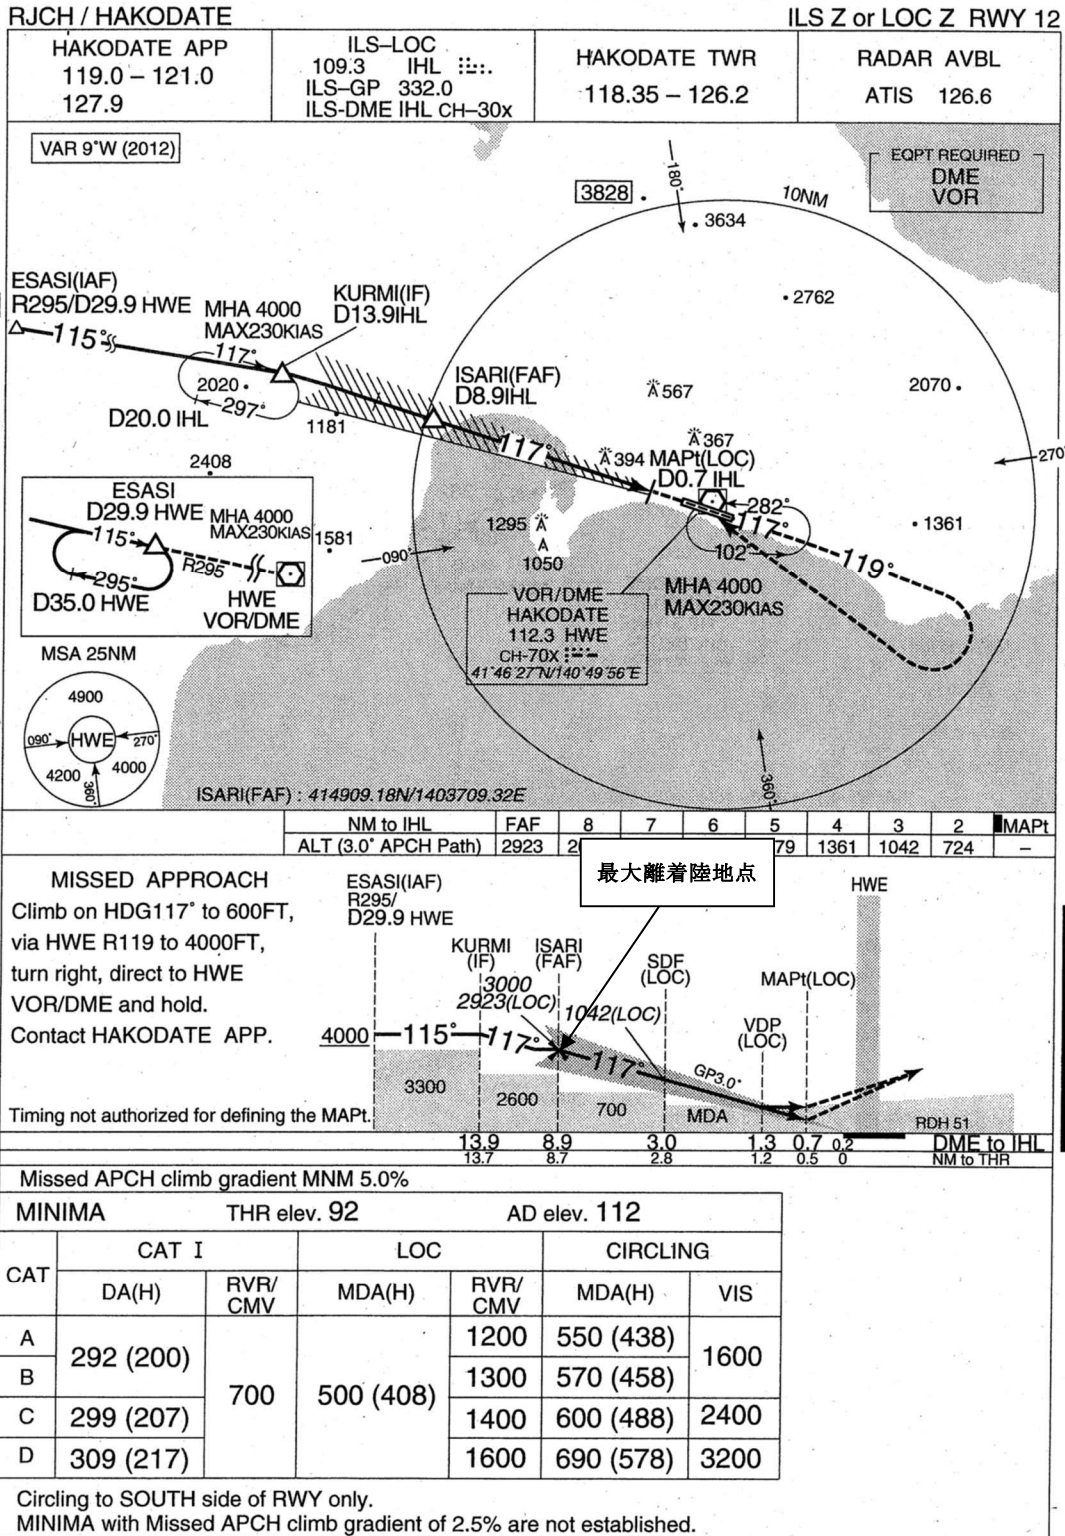 RJCH / HAKODATE
ILS Z or LOC Z RWY 12
HAKODATE APP
119.0 – 121.0
127.9
ILS–LOC
109.3 IHL
ILS–GP 332.0
ILS-DME IHL CH–30x
HAKODATE TWR
118.35 – 126.2
RADAR AVBL
ATIS 126.6
VAR 9°W (2012)
EQPT REQUIRED
DME
VOR
180°
3828
10NM
3634
2762
ESASI(IAF)
R295/D29.9 HWE
MHA 4000
MAX230KIAS
KURMI(IF)
D13.9IHL
115°
117°
2020
297°
D20.0 IHL
1181
ISARI(FAF)
D8.9IHL
567
2070
117°
394
367
MAPt(LOC)
D0.7 IHL
270°
2408
282°
117°
1361
ESASI
D29.9 HWE
MHA 4000
MAX230KIAS
115°
R295
295°
D35.0 HWE
HWE
VOR/DME
1581
090°
1295
1050
102°
119°
MHA 4000
MAX230KIAS
VOR/DME
HAKODATE
112.3 HWE
CH-70X
41°46'27"N/140°49'56"E
MSA 25NM
4900
090°
HWE
270°
4200
4000
360°
360°
ISARI(FAF) : 414909.18N/1403709.32E
NM to IHL FAF 8 7 6 5 4 3 2 MAPt
ALT (3.0° APCH Path) 2923 2 79 1361 1042 724 –
最大離着陸地点
MISSED APPROACH
Climb on HDG117° to 600FT,
via HWE R119 to 4000FT,
turn right, direct to HWE
VOR/DME and hold.
Contact HAKODATE APP.
Timing not authorized for defining the MAPt.
ESASI(IAF)
R295/
D29.9 HWE
HWE
KURMI
(IF)
ISARI
(FAF)
SDF
(LOC)
MAPt(LOC)
3000
2923(LOC)
1042(LOC)
VDP
(LOC)
4000
115°
117°
117°
GP3.0°
3300
2600
700
MDA
RDH 51
13.9 8.9 3.0 1.3 0.7 0.2 DME to IHL
13.7 8.7 2.8 1.2 0.5 0 NM to THR
Missed APCH climb gradient MNM 5.0%
MINIMA THR elev. 92 AD elev. 112
CAT
CAT I LOC CIRCLING
DA(H) RVR/CMV MDA(H) RVR/CMV MDA(H) VIS
A 292 (200) 700 500 (408) 1200 550 (438) 1600
B 1300 570 (458)
C 299 (207) 1400 600 (488) 2400
D 309 (217) 1600 690 (578) 3200
Circling to SOUTH side of RWY only.
MINIMA with Missed APCH climb gradient of 2.5% are not established.